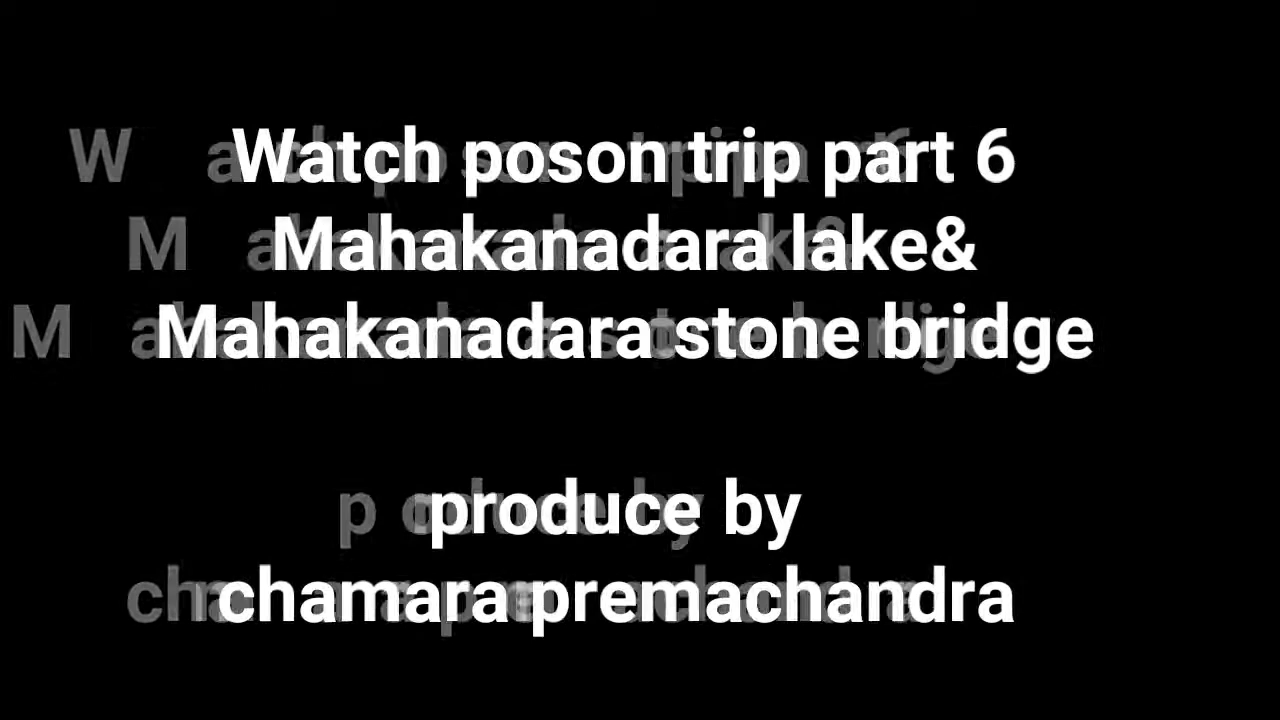 Watch poson trip part 6
Mahakanadara lake&
Mahakanadara stone bridge
produce by
chamara premachandra